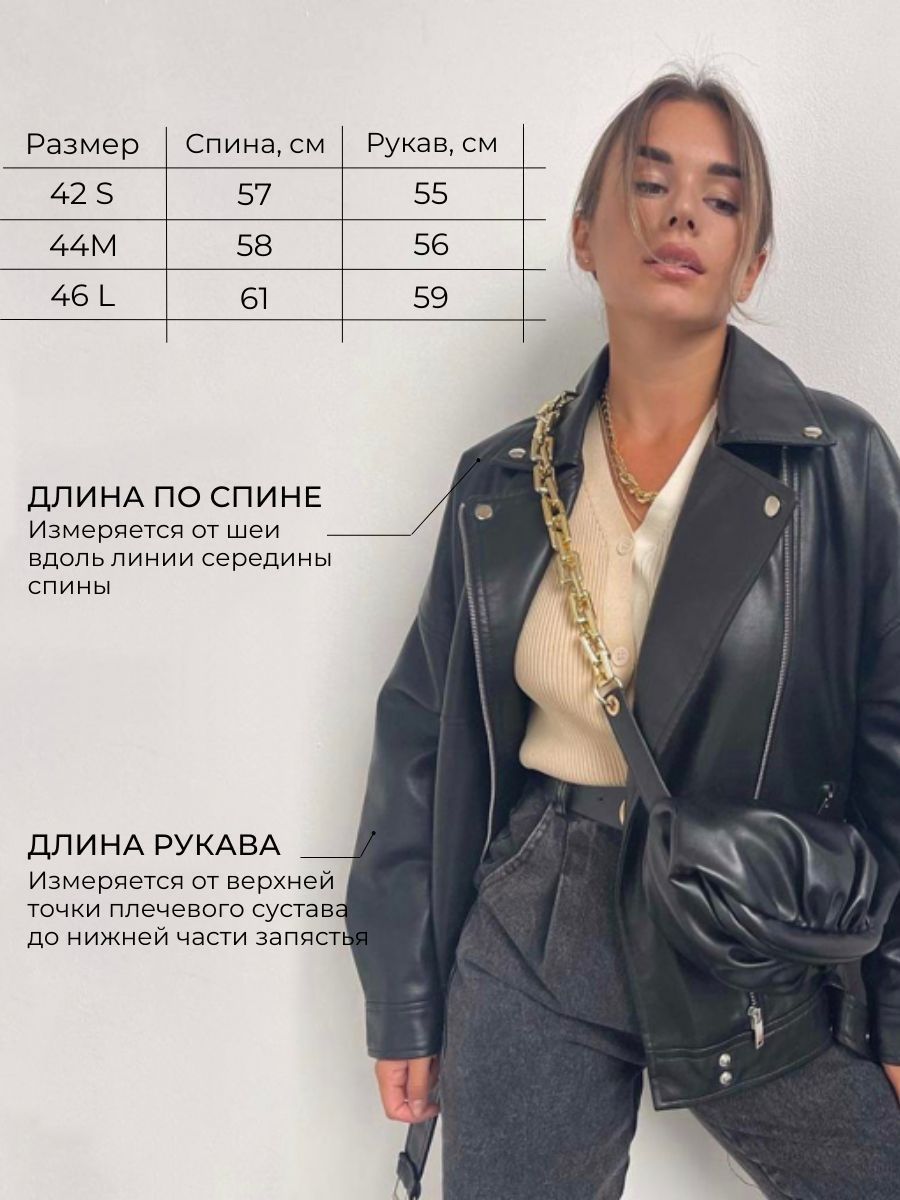 Размер Спина, см Рукав, см
42 S 57 55
44M 58 56
46 L 61 59
ДЛИНА ПО СПИНЕ
Измеряется от шеи
вдоль линии середины
спины
ДЛИНА РУКАВА
Измеряется от верхней
точки плечевого сустава
до нижней части запястья